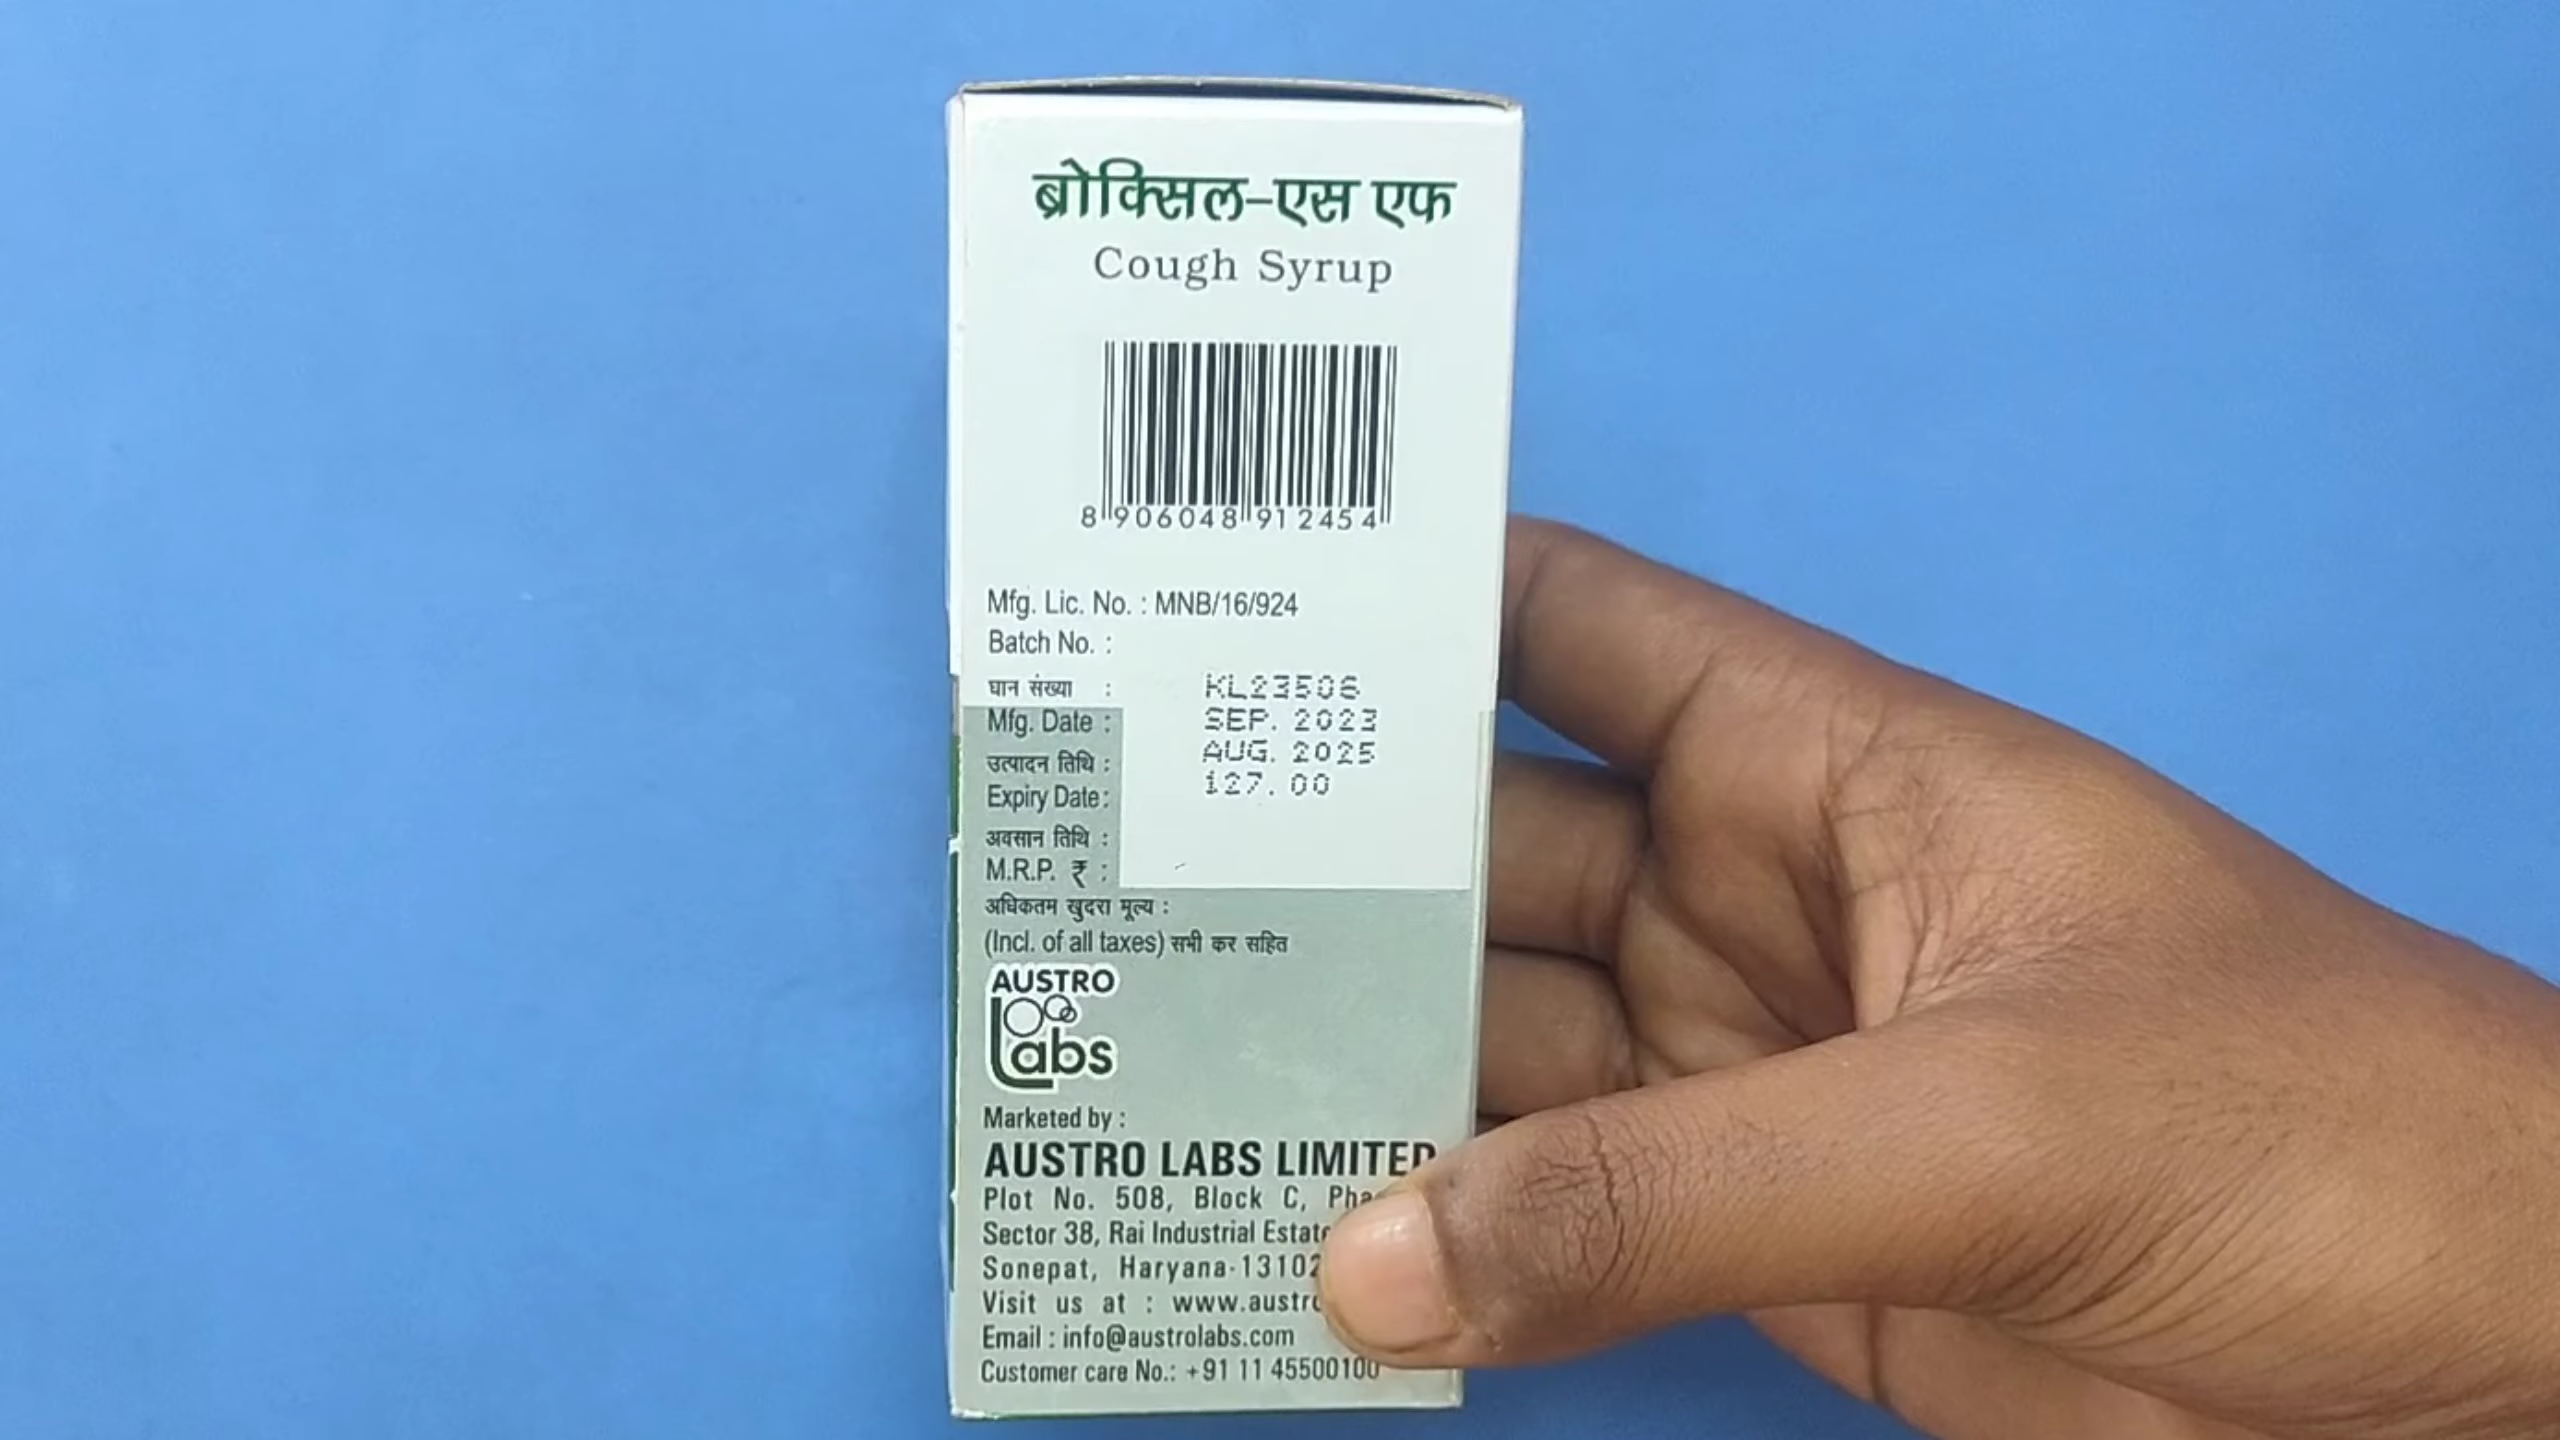 ब्रोक्सिल-एस एफ
Cough Syrup
8 906048 912454
Mfg. Lic. No. : MNB/16/924
Batch No. :
घान संख्या : KL23506
Mfg. Date : SEP. 2023
उत्पादन तिथि : AUG. 2025
Expiry Date : 127.00
अवसान तिथि :
M.R.P. ₹ :
अधिकतम खुदरा मूल्य :
(Incl. of all taxes) सभी कर सहित
AUSTRO
Labs
Marketed by :
AUSTRO LABS LIMITED
Plot No. 508, Block C,
Sector 38, Rai Industrial
Sonepat, Haryana-
Visit us at :
Email : info@austrolabs.com
Customer care No.: +91 11 45500100